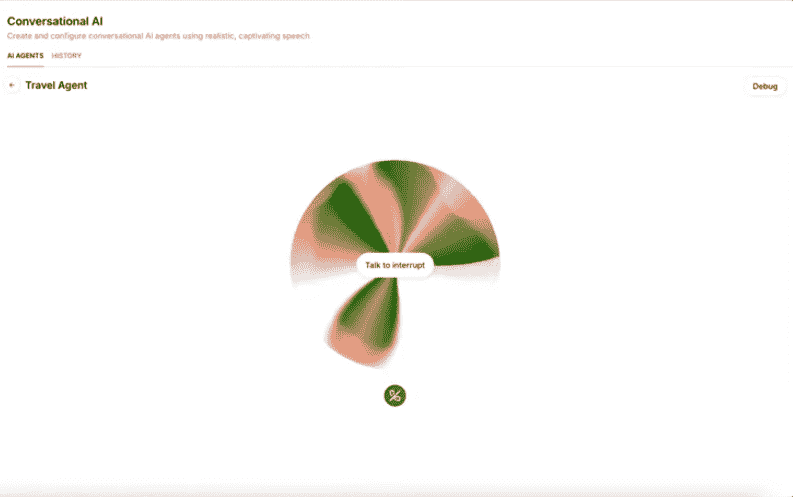 Conversational AI
Create and configure conversational AI agents using realistic, captivating speech
AI AGENTS HISTORY
Travel Agent
Debug
Talk to interrupt